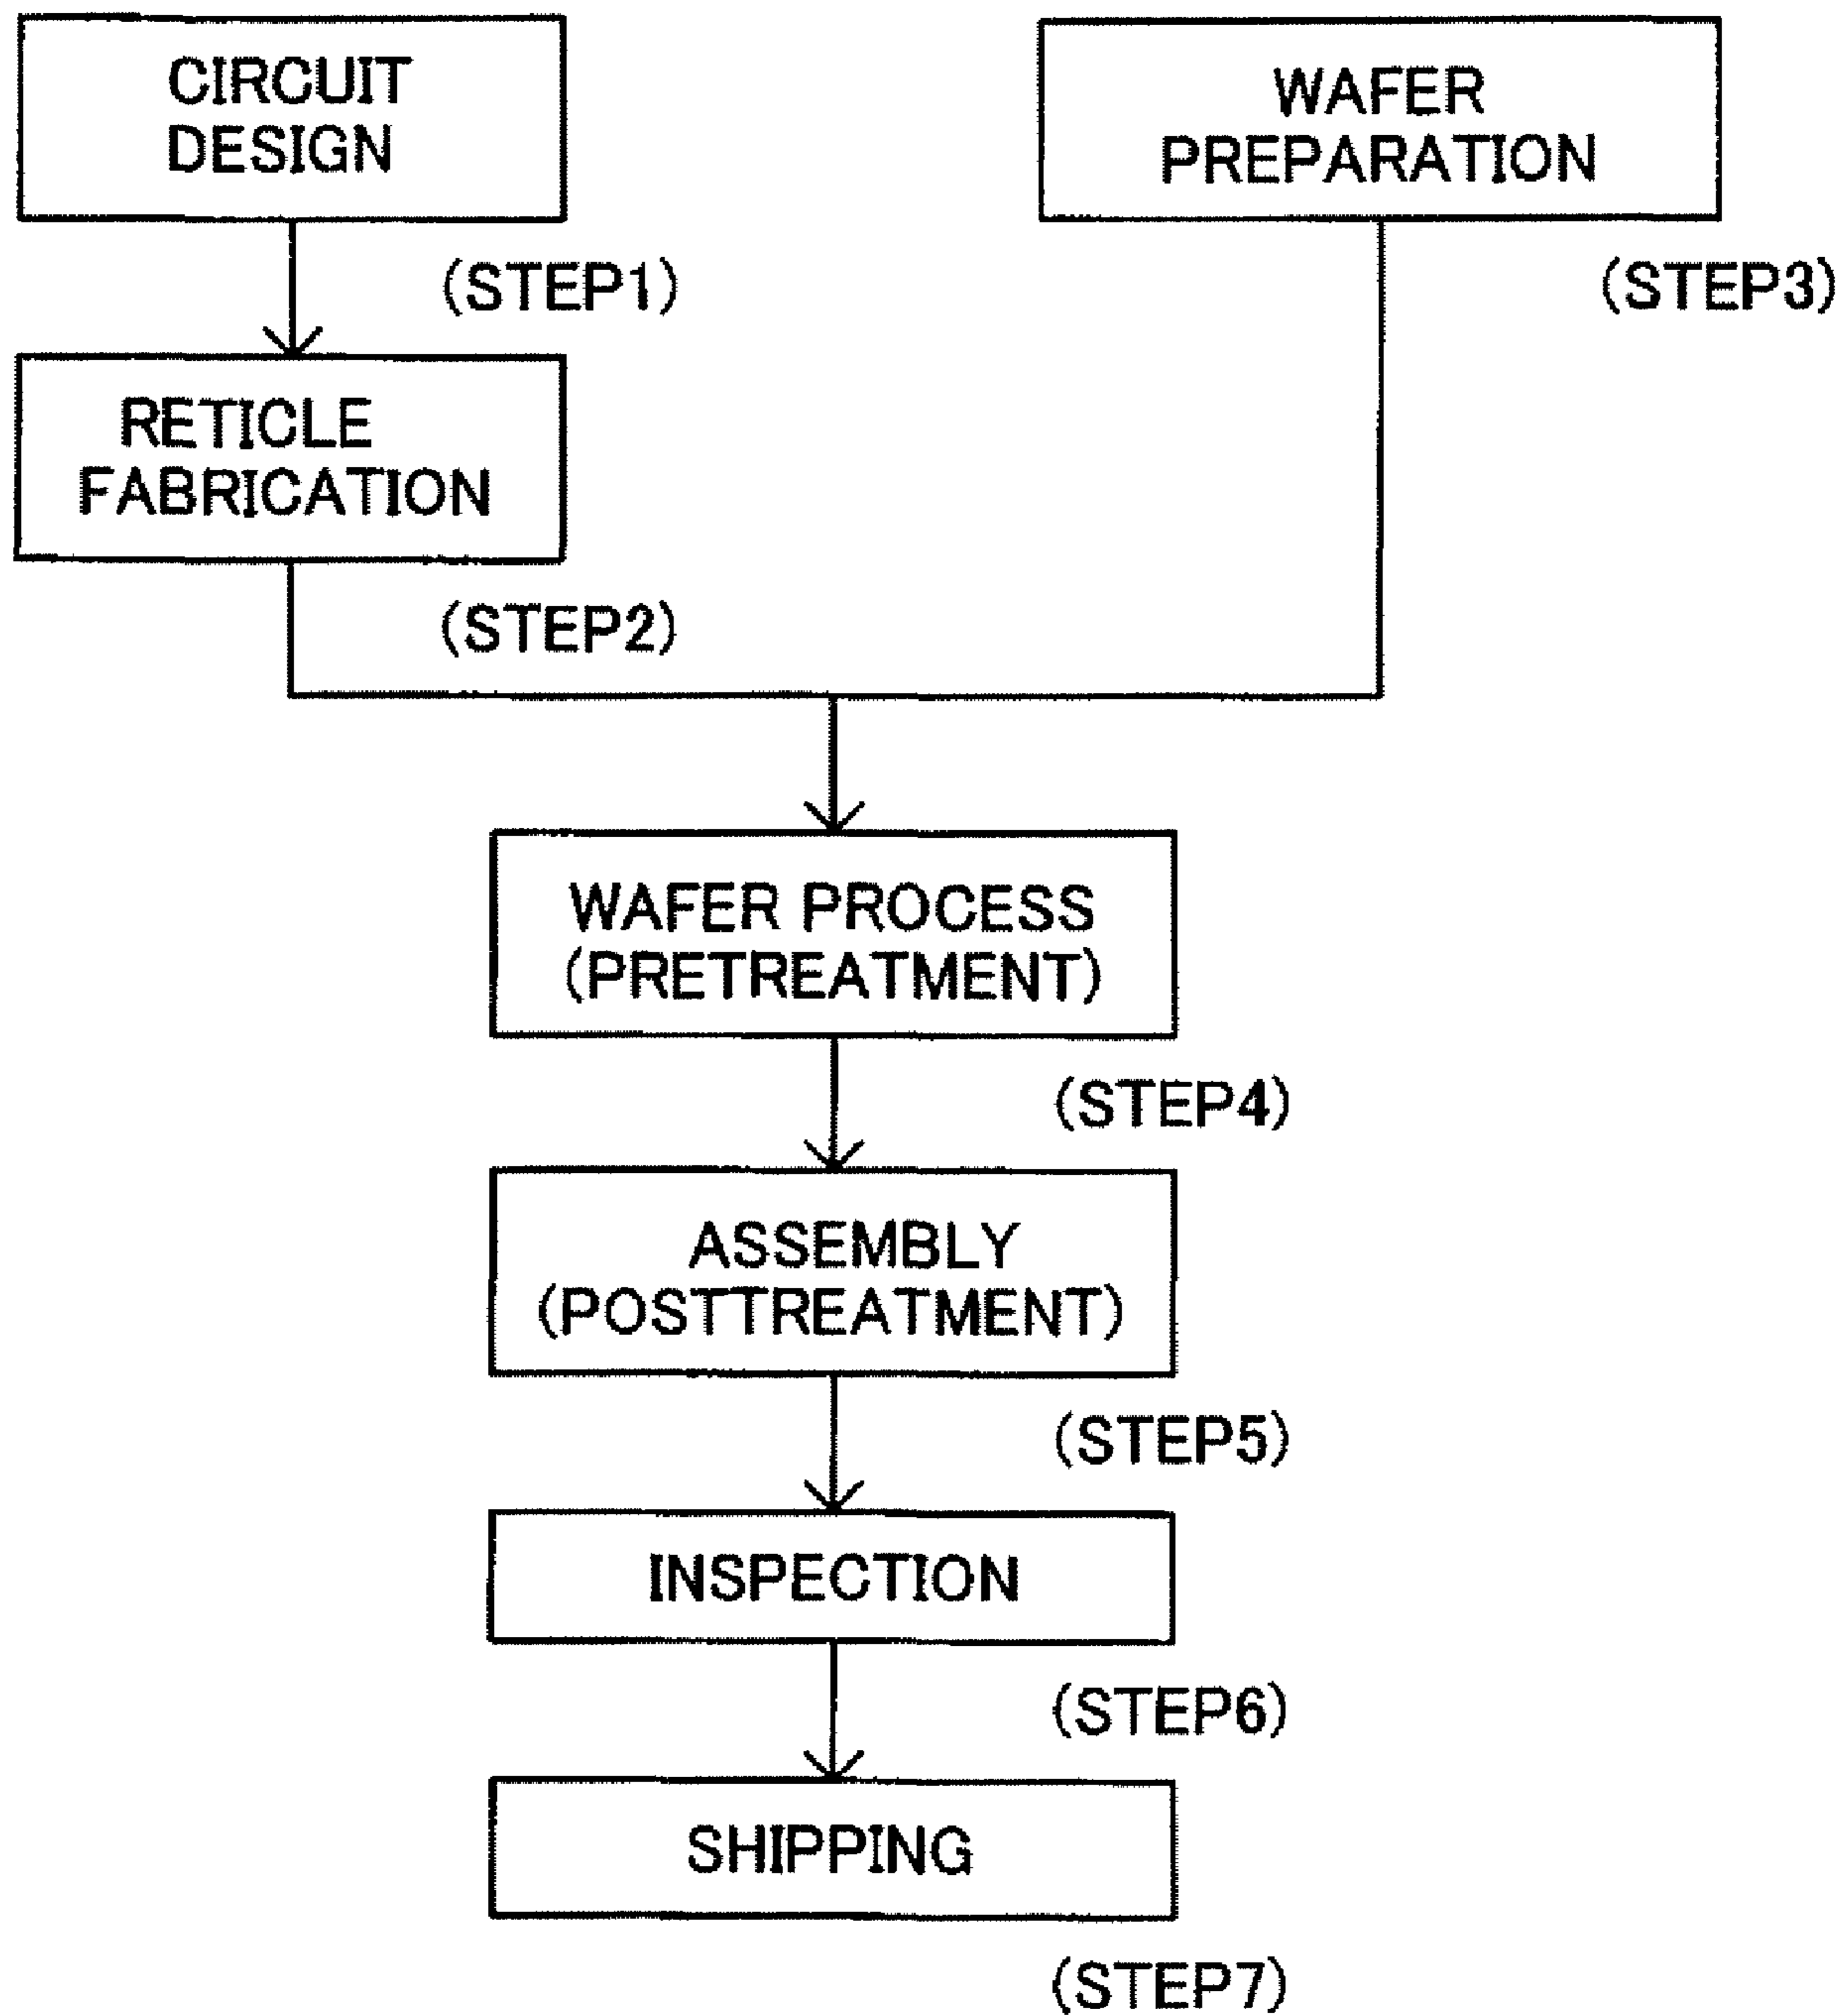 CIRCUIT
DESIGN
(STEP1)
RETICLE
FABRICATION
(STEP2)
WAFER
PREPARATION
(STEP3)
WAFER PROCESS
(PRETREATMENT)
(STEP4)
ASSEMBLY
(POSTTREATMENT)
(STEP5)
INSPECTION
(STEP6)
SHIPPING
(STEP7)